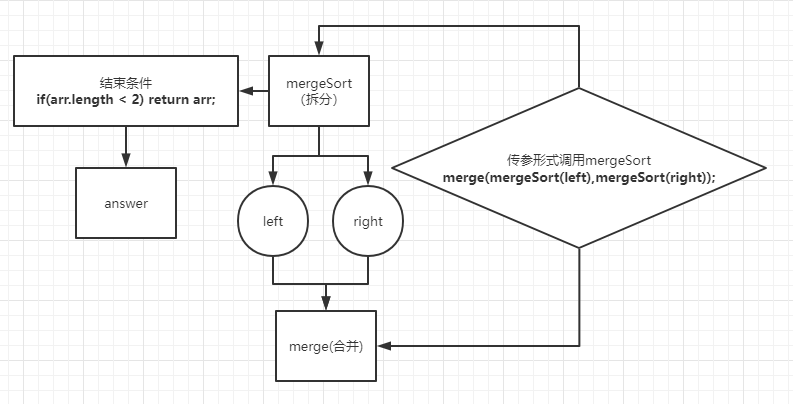 结束条件
if(arr.length < 2) return arr;
mergeSort
（拆分）
传参形式调用mergeSort
merge(mergeSort(left),mergeSort(right));
answer
left
right
merge(合并)